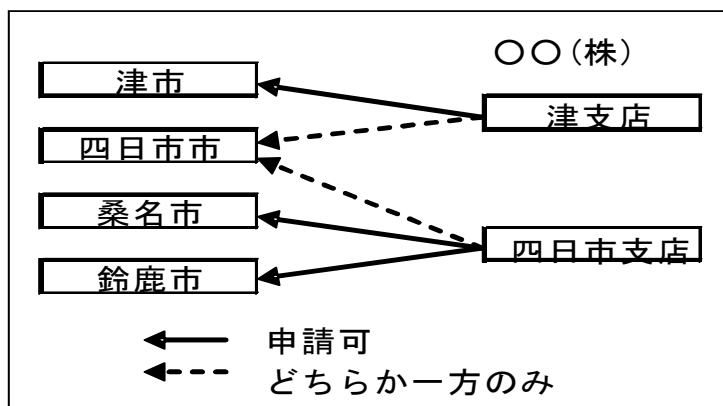 〇〇(株)
津市
津支店
四日市市
桑名市
四日市支店
鈴鹿市
申請可
どちらか一方のみ